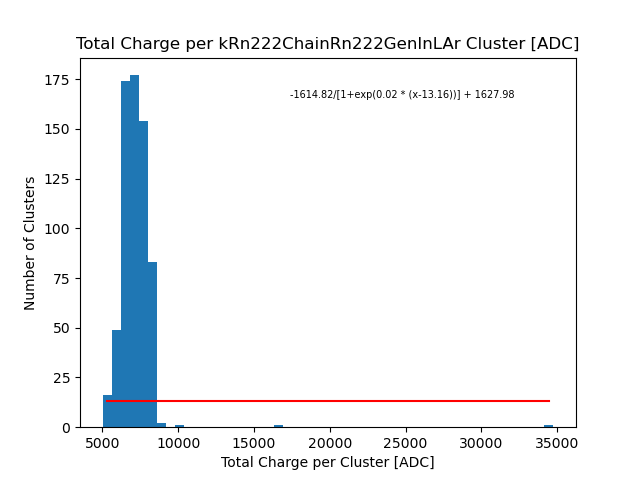 Total Charge per kRn222ChainRn222GenInLAr Cluster [ADC]
-1614.82/[1+exp(0.02 * (x-13.16))] + 1627.98
175
150
125
100
75
50
25
0
Number of Clusters
5000 10000 15000 20000 25000 30000 35000
Total Charge per Cluster [ADC]